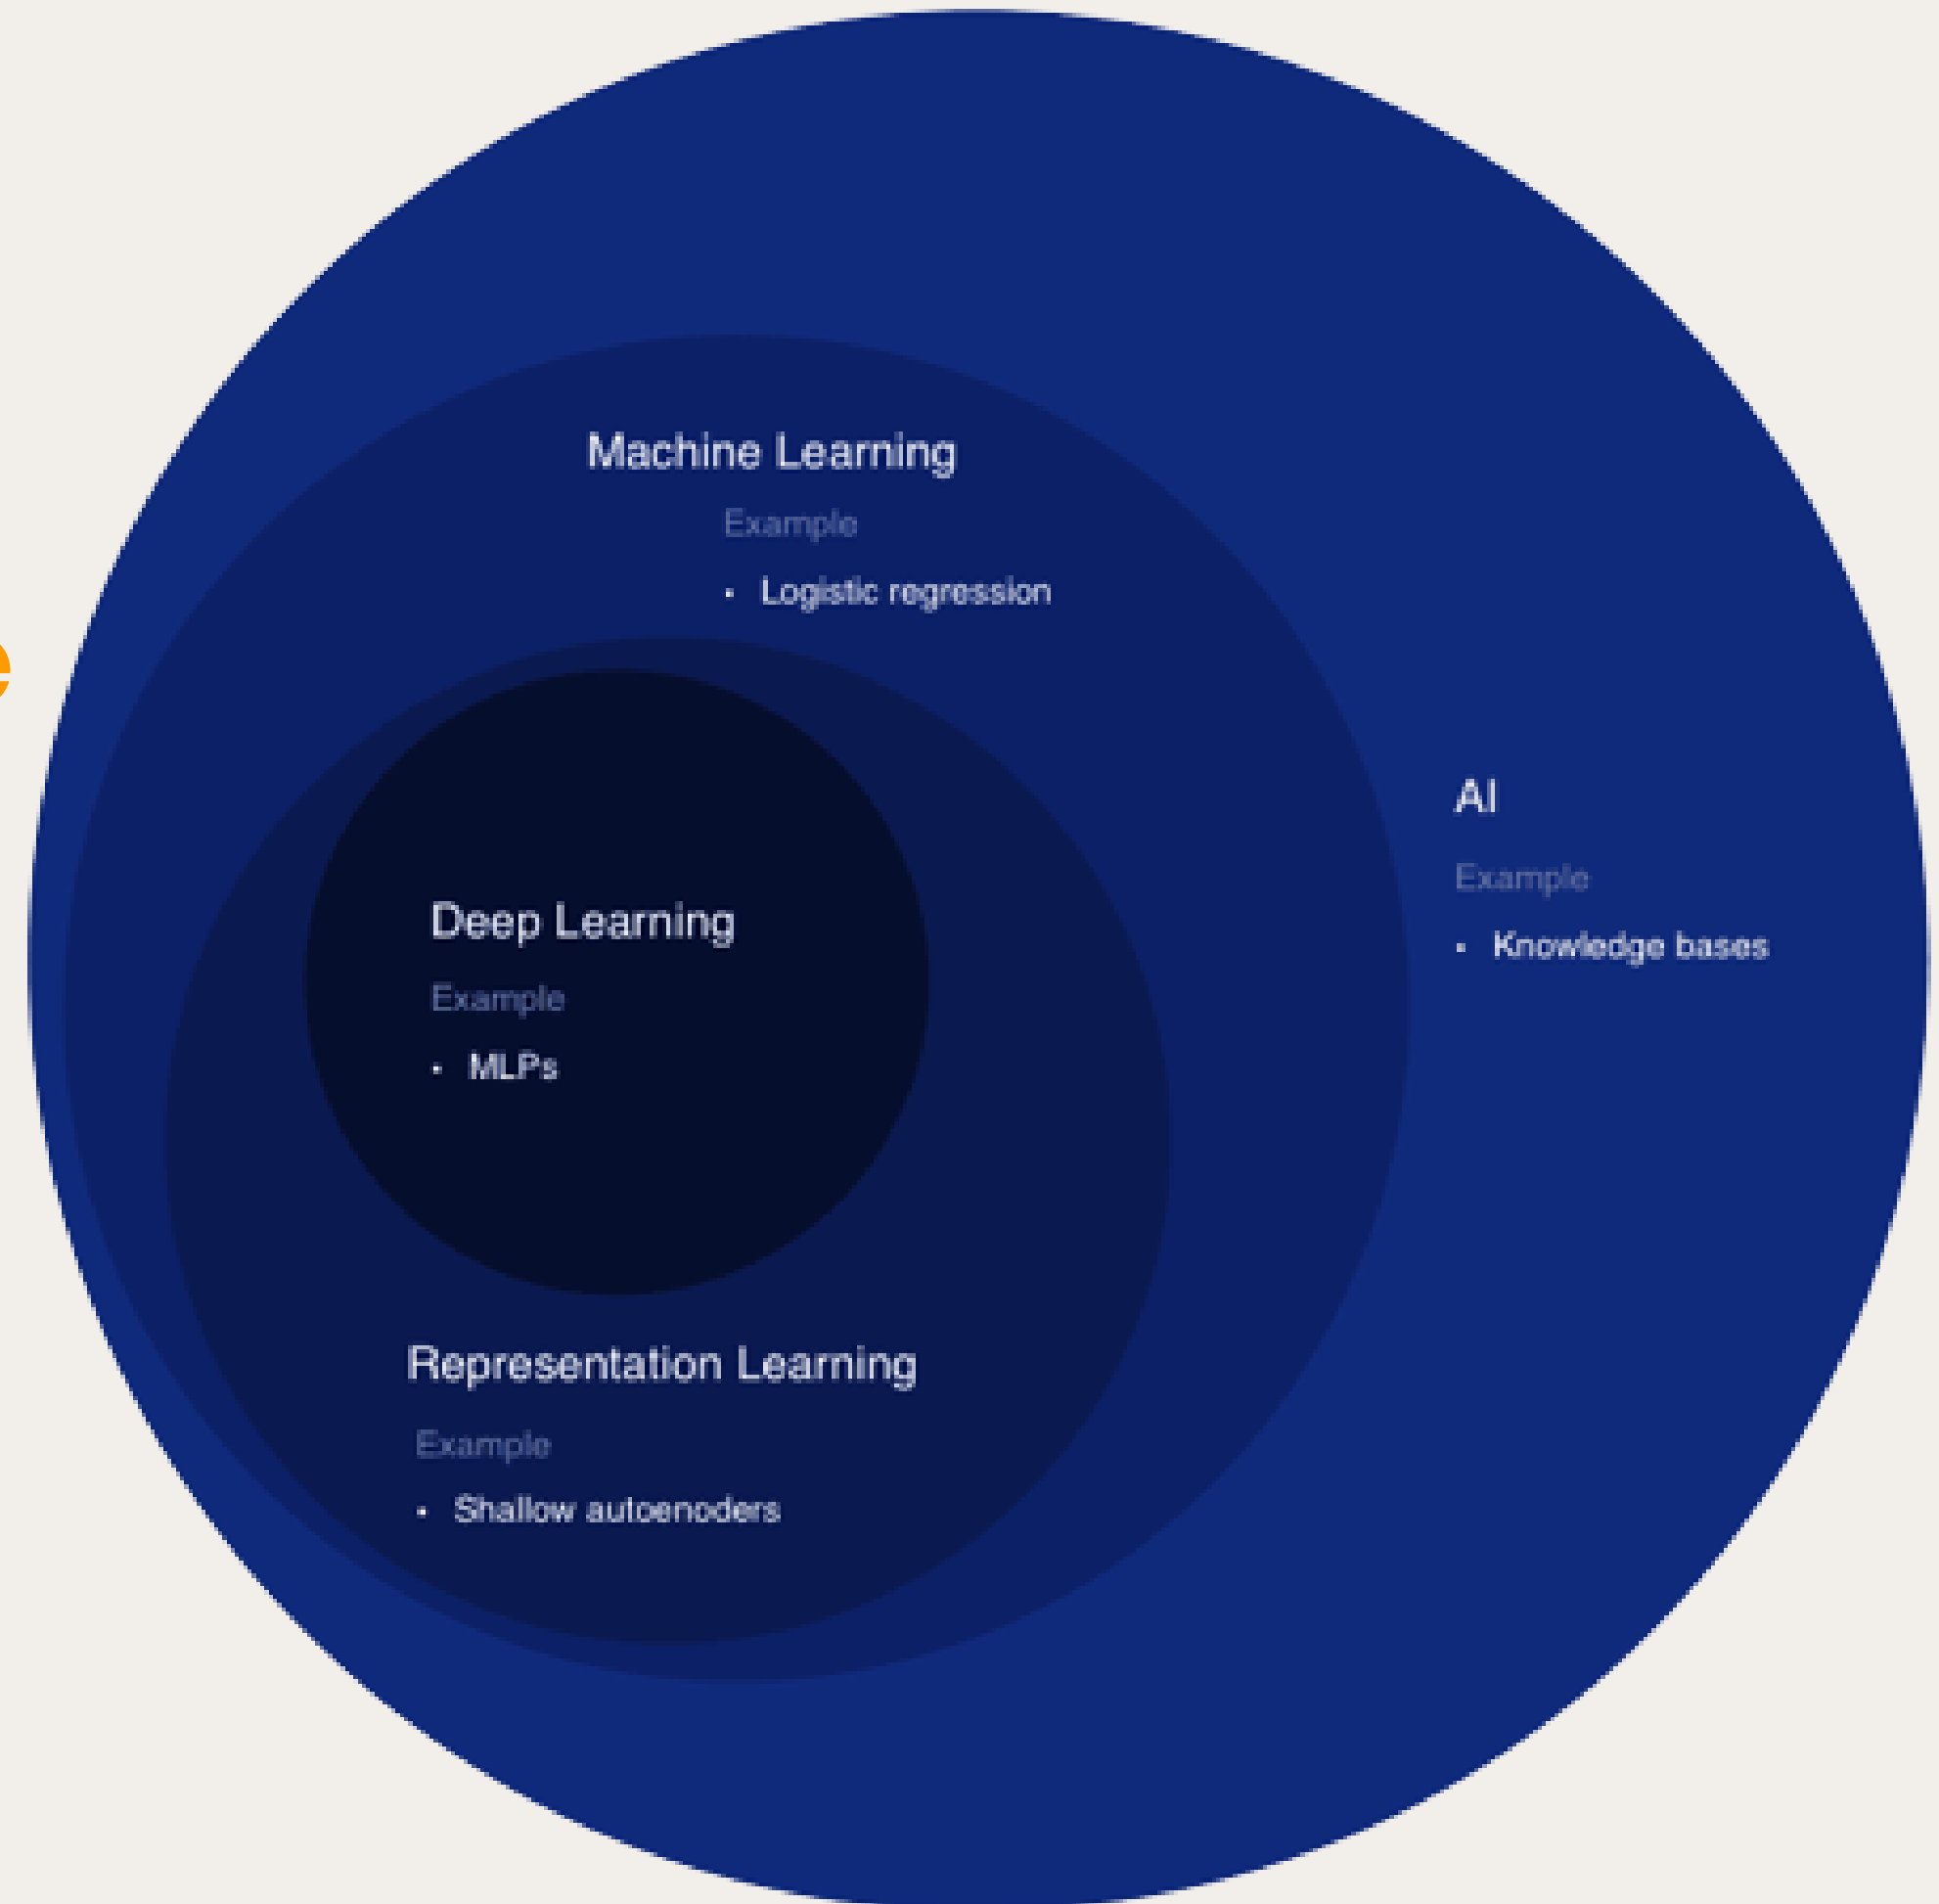 Machine Learning
Example
• Logistic regression
e
AI
Example
• Knowledge bases
Deep Learning
Example
• MLPs
Representation Learning
Example
• Shallow autoenoders